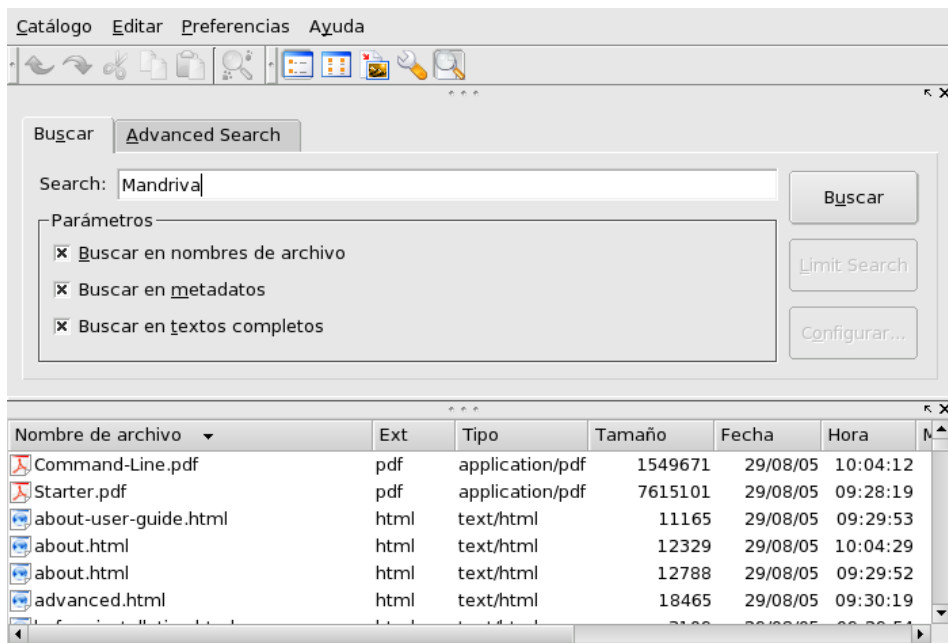 Catálogo Editar Preferencias Ayuda
Buscar Advanced Search
Search: Mandriva
Buscar
Parámetros
Buscar en nombres de archivo
Limit Search
Buscar en metadatos
Buscar en textos completos
Configurar...
Nombre de archivo Ext Tipo Tamaño Fecha Hora
Command-Line.pdf pdf application/pdf 1549671 29/08/05 10:04:12
Starter.pdf pdf application/pdf 7615101 29/08/05 09:28:19
about-user-guide.html html text/html 11165 29/08/05 09:29:53
about.html html text/html 12329 29/08/05 10:04:29
about.html html text/html 12788 29/08/05 09:29:52
advanced.html html text/html 18465 29/08/05 09:30:19